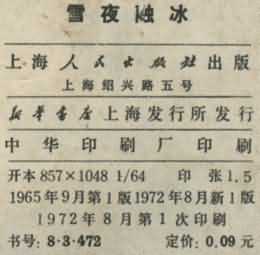 雪夜融冰
上海人民出版社出版
上海绍兴路五号
新华书店上海发行所发行
中华印刷厂印刷
开本 857×1048 1/64 印张 1.5
1965年9月第1版 1972年8月新1版
1972年8月第1次印刷
书号: 8·3·472 定价: 0.09 元